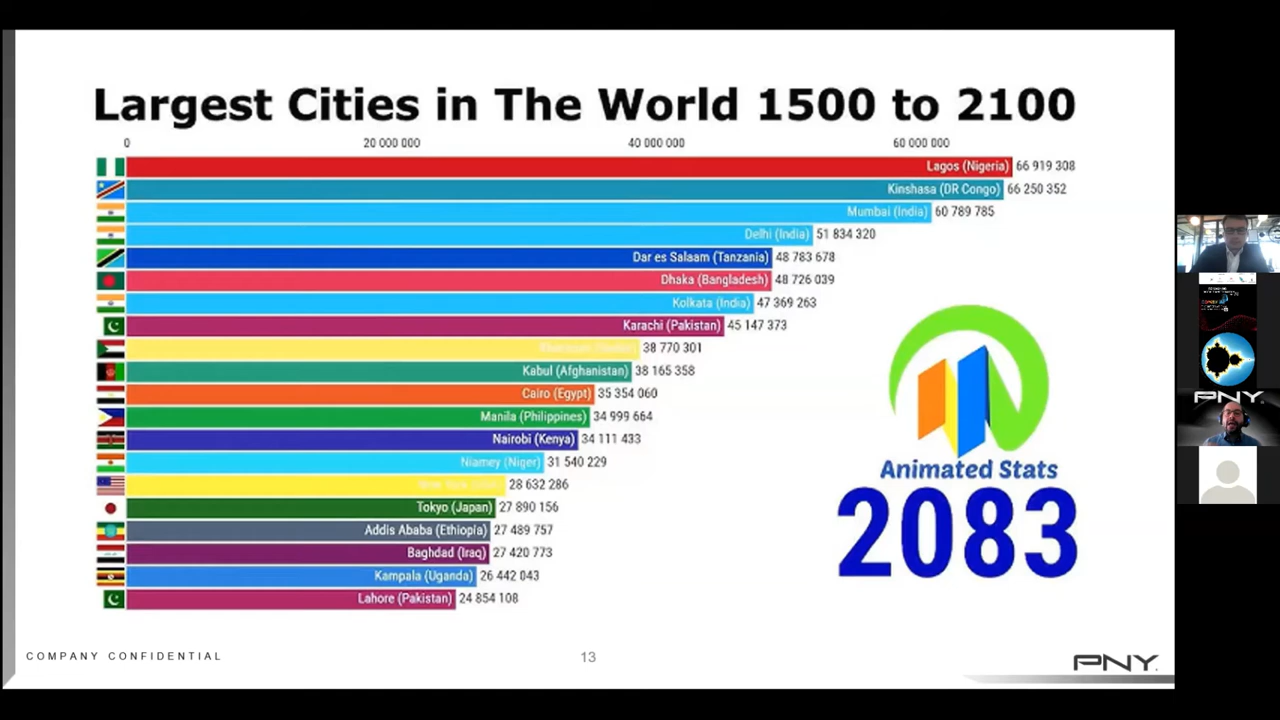 Largest Cities in The World 1500 to 2100
0 20 000 000 40 000 000 60 000 000
Lagos (Nigeria) 66 919 308
Kinshasa (DR Congo) 66 250 352
Mumbai (India) 60 789 785
Delhi (India) 51 834 320
Dar es Salaam (Tanzania) 48 783 678
Dhaka (Bangladesh) 48 726 039
Kolkata (India) 47 369 263
Karachi (Pakistan) 45 147 373
38 770 301
Kabul (Afghanistan) 38 165 358
Cairo (Egypt) 35 354 060
Manila (Philippines) 34 999 664
Nairobi (Kenya) 34 111 433
Niamey (Niger) 31 540 229
28 632 286
Tokyo (Japan) 27 890 156
Addis Ababa (Ethiopia) 27 489 757
Baghdad (Iraq) 27 420 773
Kampala (Uganda) 26 442 043
Lahore (Pakistan) 24 854 108
Animated Stats
2083
COMPANY CONFIDENTIAL
13
PNY
PNY